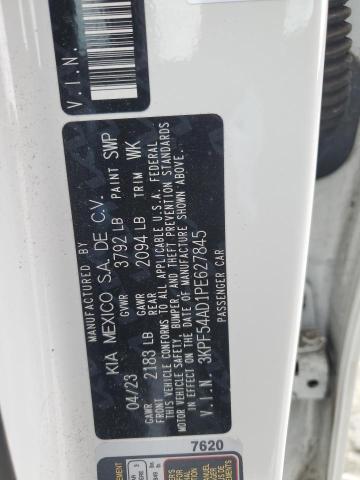 V.I.N.
MANUFACTURED BY
KIA MEXICO S.A. DE C.V.
04/23 GVWR 3792 LB PAINT SWP
GAWR FRONT 2183 LB GAWR REAR 2094 LB TRIM WK
THIS VEHICLE CONFORMS TO ALL APPLICABLE U.S.A. FEDERAL
MOTOR VEHICLE SAFETY, BUMPER, AND THEFT PREVENTION STANDARDS
IN EFFECT ON THE DATE OF MANUFACTURE SHOWN ABOVE.
V.I.N. 3KPF54AD1PE627845
PASSENGER CAR
7620
MANUEL